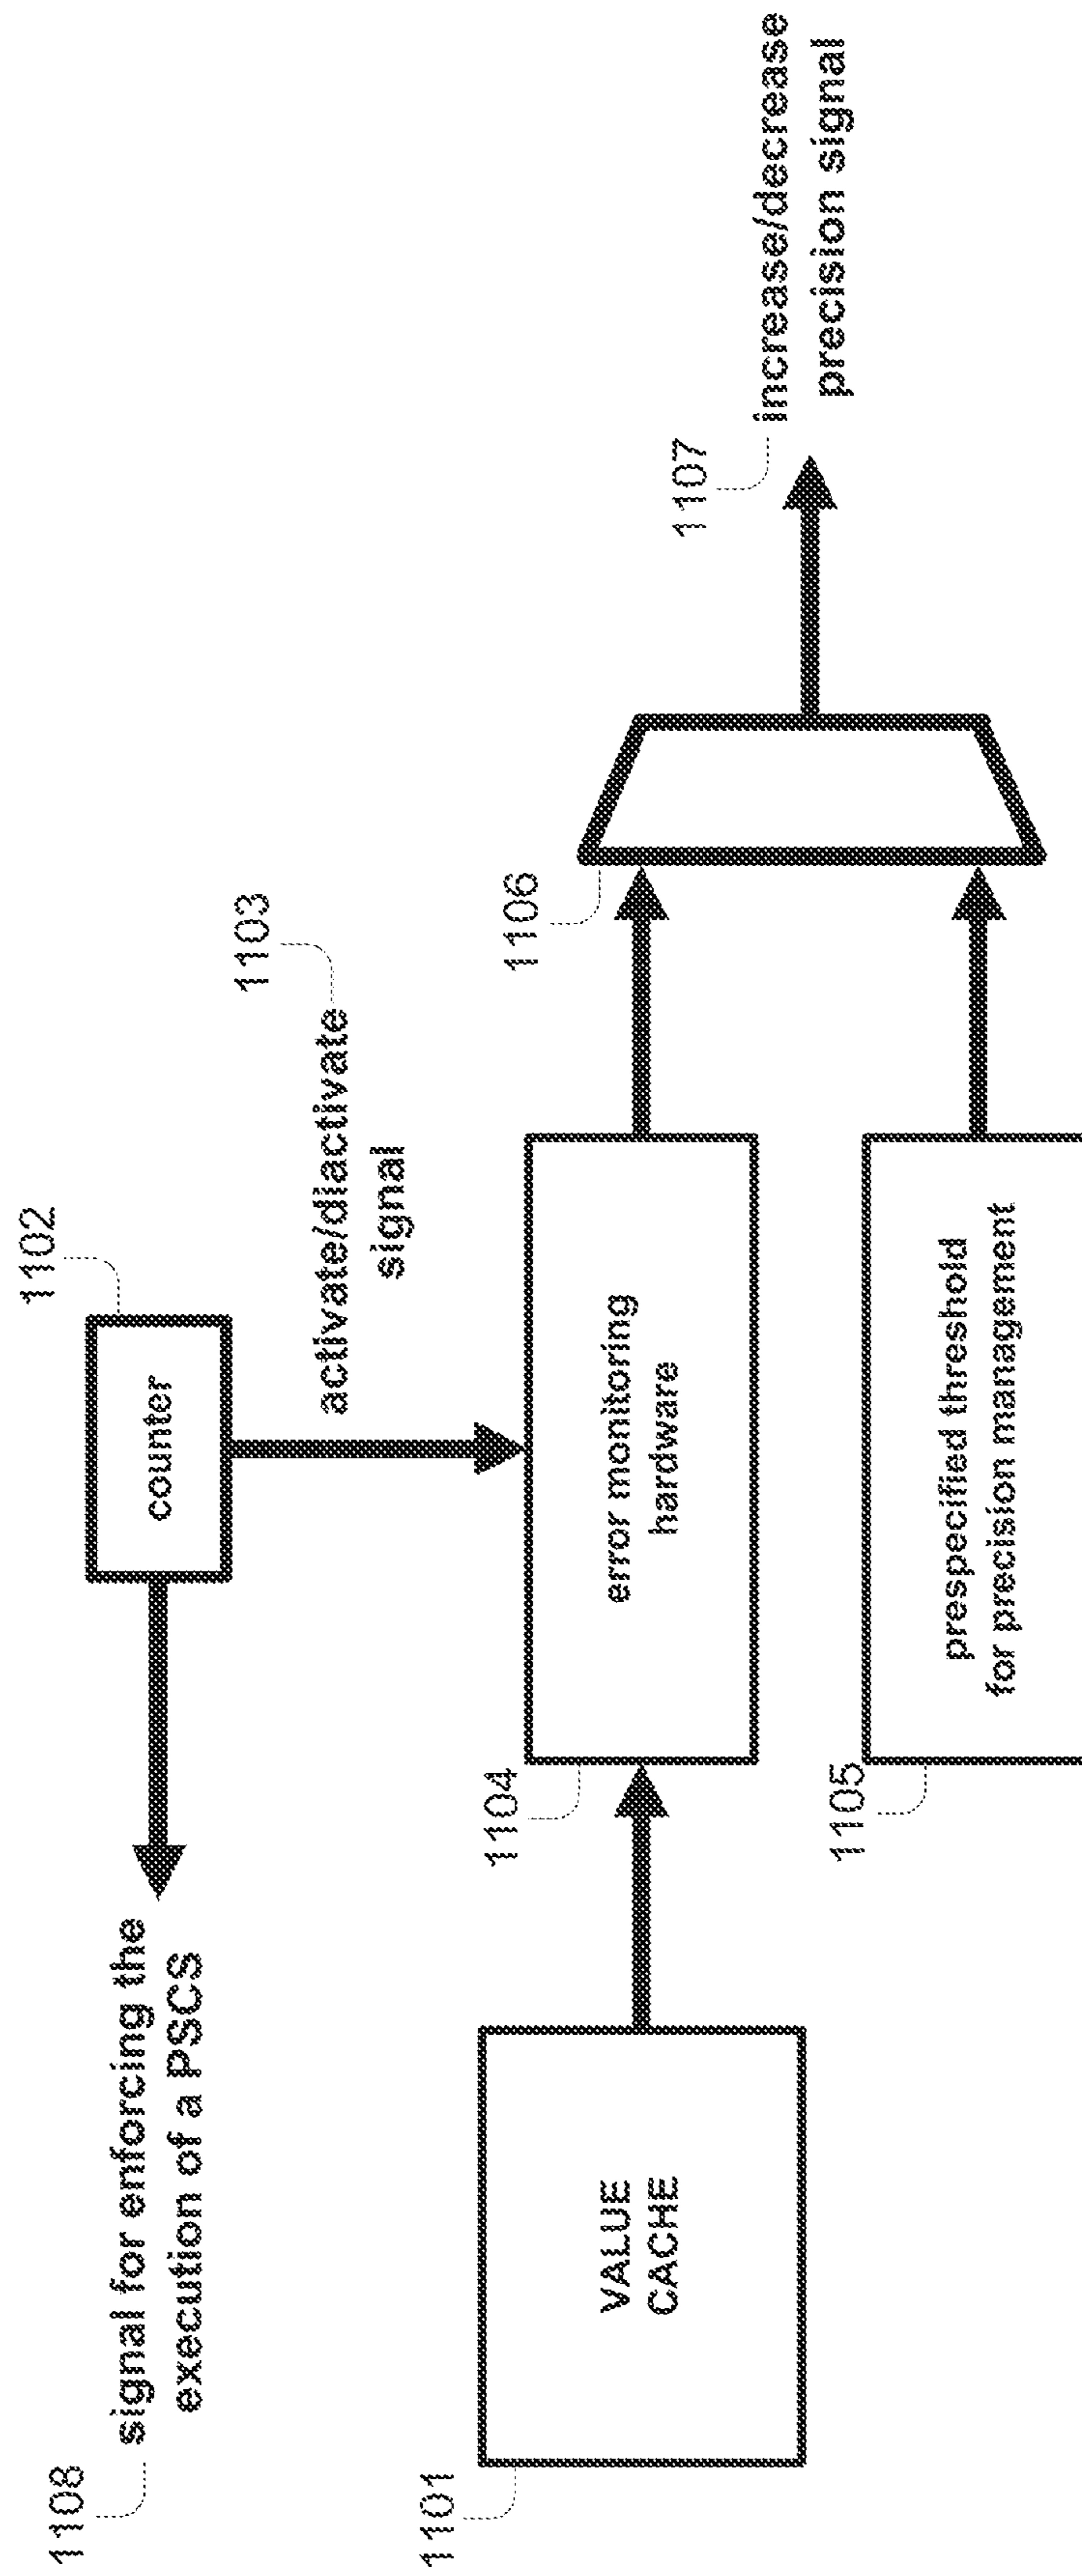 1108
signal for enforcing the
execution of a PSCS
1102
counter
1103
activate/diactivate
signal
1101
VALUE
CACHE
1104
error monitoring
hardware
1105
prespecified threshold
for precision management
1106
1107
increase/decrease
precision signal